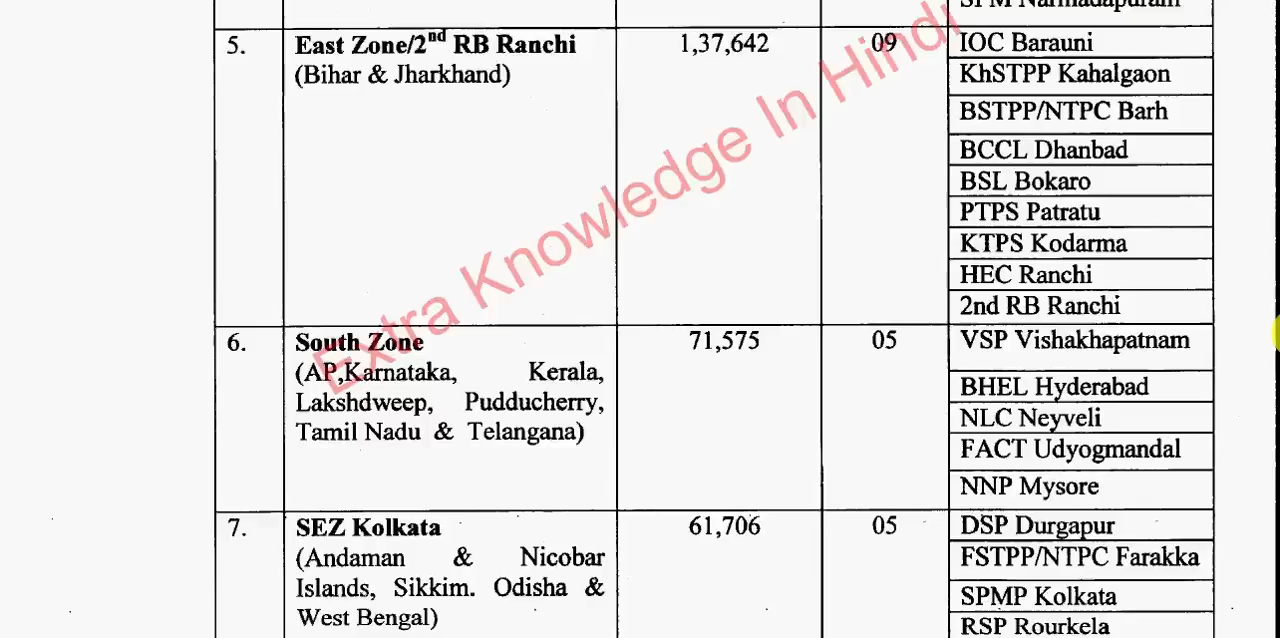 SPM Narmadapuram
5. East Zone/2nd RB Ranchi 1,37,642 09 IOC Barauni
(Bihar & Jharkhand) KhSTPP Kahalgaon
BSTPP/NTPC Barh
BCCL Dhanbad
BSL Bokaro
PTPS Patratu
KTPS Kodarma
HEC Ranchi
2nd RB Ranchi
6. South Zone 71,575 05 VSP Vishakhapatnam
(AP,Karnataka, Kerala,
BHEL Hyderabad
Lakshdweep, Pudducherry,
NLC Neyveli
Tamil Nadu & Telangana)
FACT Udyogmandal
NNP Mysore
7. SEZ Kolkata 61,706 05 DSP Durgapur
(Andaman & Nicobar FSTPP/NTPC Farakka
Islands, Sikkim. Odisha & SPMP Kolkata
West Bengal) RSP Rourkela
Extra Knowledge In Hindi